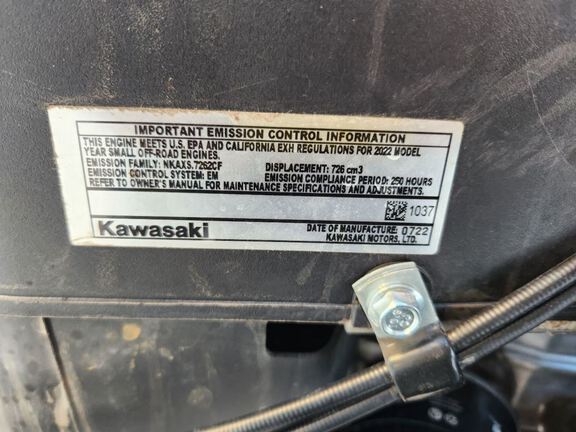 IMPORTANT EMISSION CONTROL INFORMATION
THIS ENGINE MEETS U.S. EPA AND CALIFORNIA EXH REGULATIONS FOR 2022 MODEL
YEAR SMALL OFF-ROAD ENGINES.
EMISSION FAMILY: NKAXS.7262CF DISPLACEMENT: 726 cm3
EMISSION CONTROL SYSTEM: EM EMISSION COMPLIANCE PERIOD: 250 HOURS
REFER TO OWNER'S MANUAL FOR MAINTENANCE SPECIFICATIONS AND ADJUSTMENTS.
1037
Kawasaki DATE OF MANUFACTURE: 0722
KAWASAKI MOTORS, LTD.